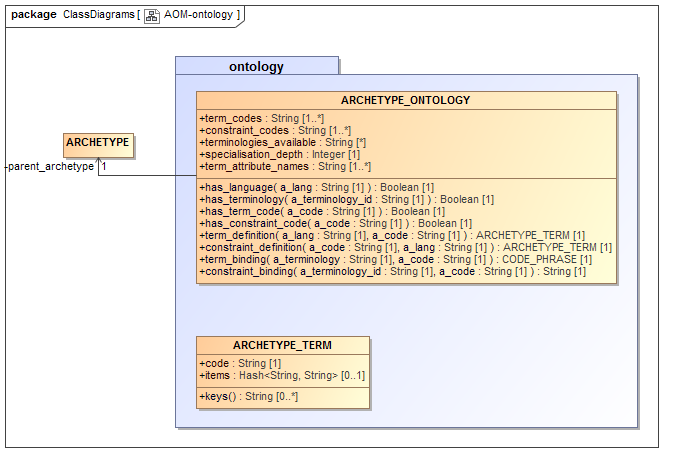 package ClassDiagrams [ AOM-ontology ]
ontology
ARCHETYPE_ONTOLOGY
+term_codes : String [1..*]
+constraint_codes : String [1..*]
+terminologies_available : String [*]
+specialisation_depth : Integer [1]
+term_attribute_names : String [1..*]
ARCHETYPE
-parent_archetype 1
+has_language( a_lang : String [1] ) : Boolean [1]
+has_terminology( a_terminology_id : String [1] ) : Boolean [1]
+has_term_code( a_code : String [1] ) : Boolean [1]
+has_constraint_code( a_code : String [1] ) : Boolean [1]
+term_definition( a_lang : String [1], a_code : String [1] ) : ARCHETYPE_TERM [1]
+constraint_definition( a_code : String [1], a_lang : String [1] ) : ARCHETYPE_TERM [1]
+term_binding( a_terminology : String [1], a_code : String [1] ) : CODE_PHRASE [1]
+constraint_binding( a_terminology_id : String [1], a_code : String [1] ) : String [1]
ARCHETYPE_TERM
+code : String [1]
+items : Hash<String, String> [0..1]
+keys() : String [0..*]